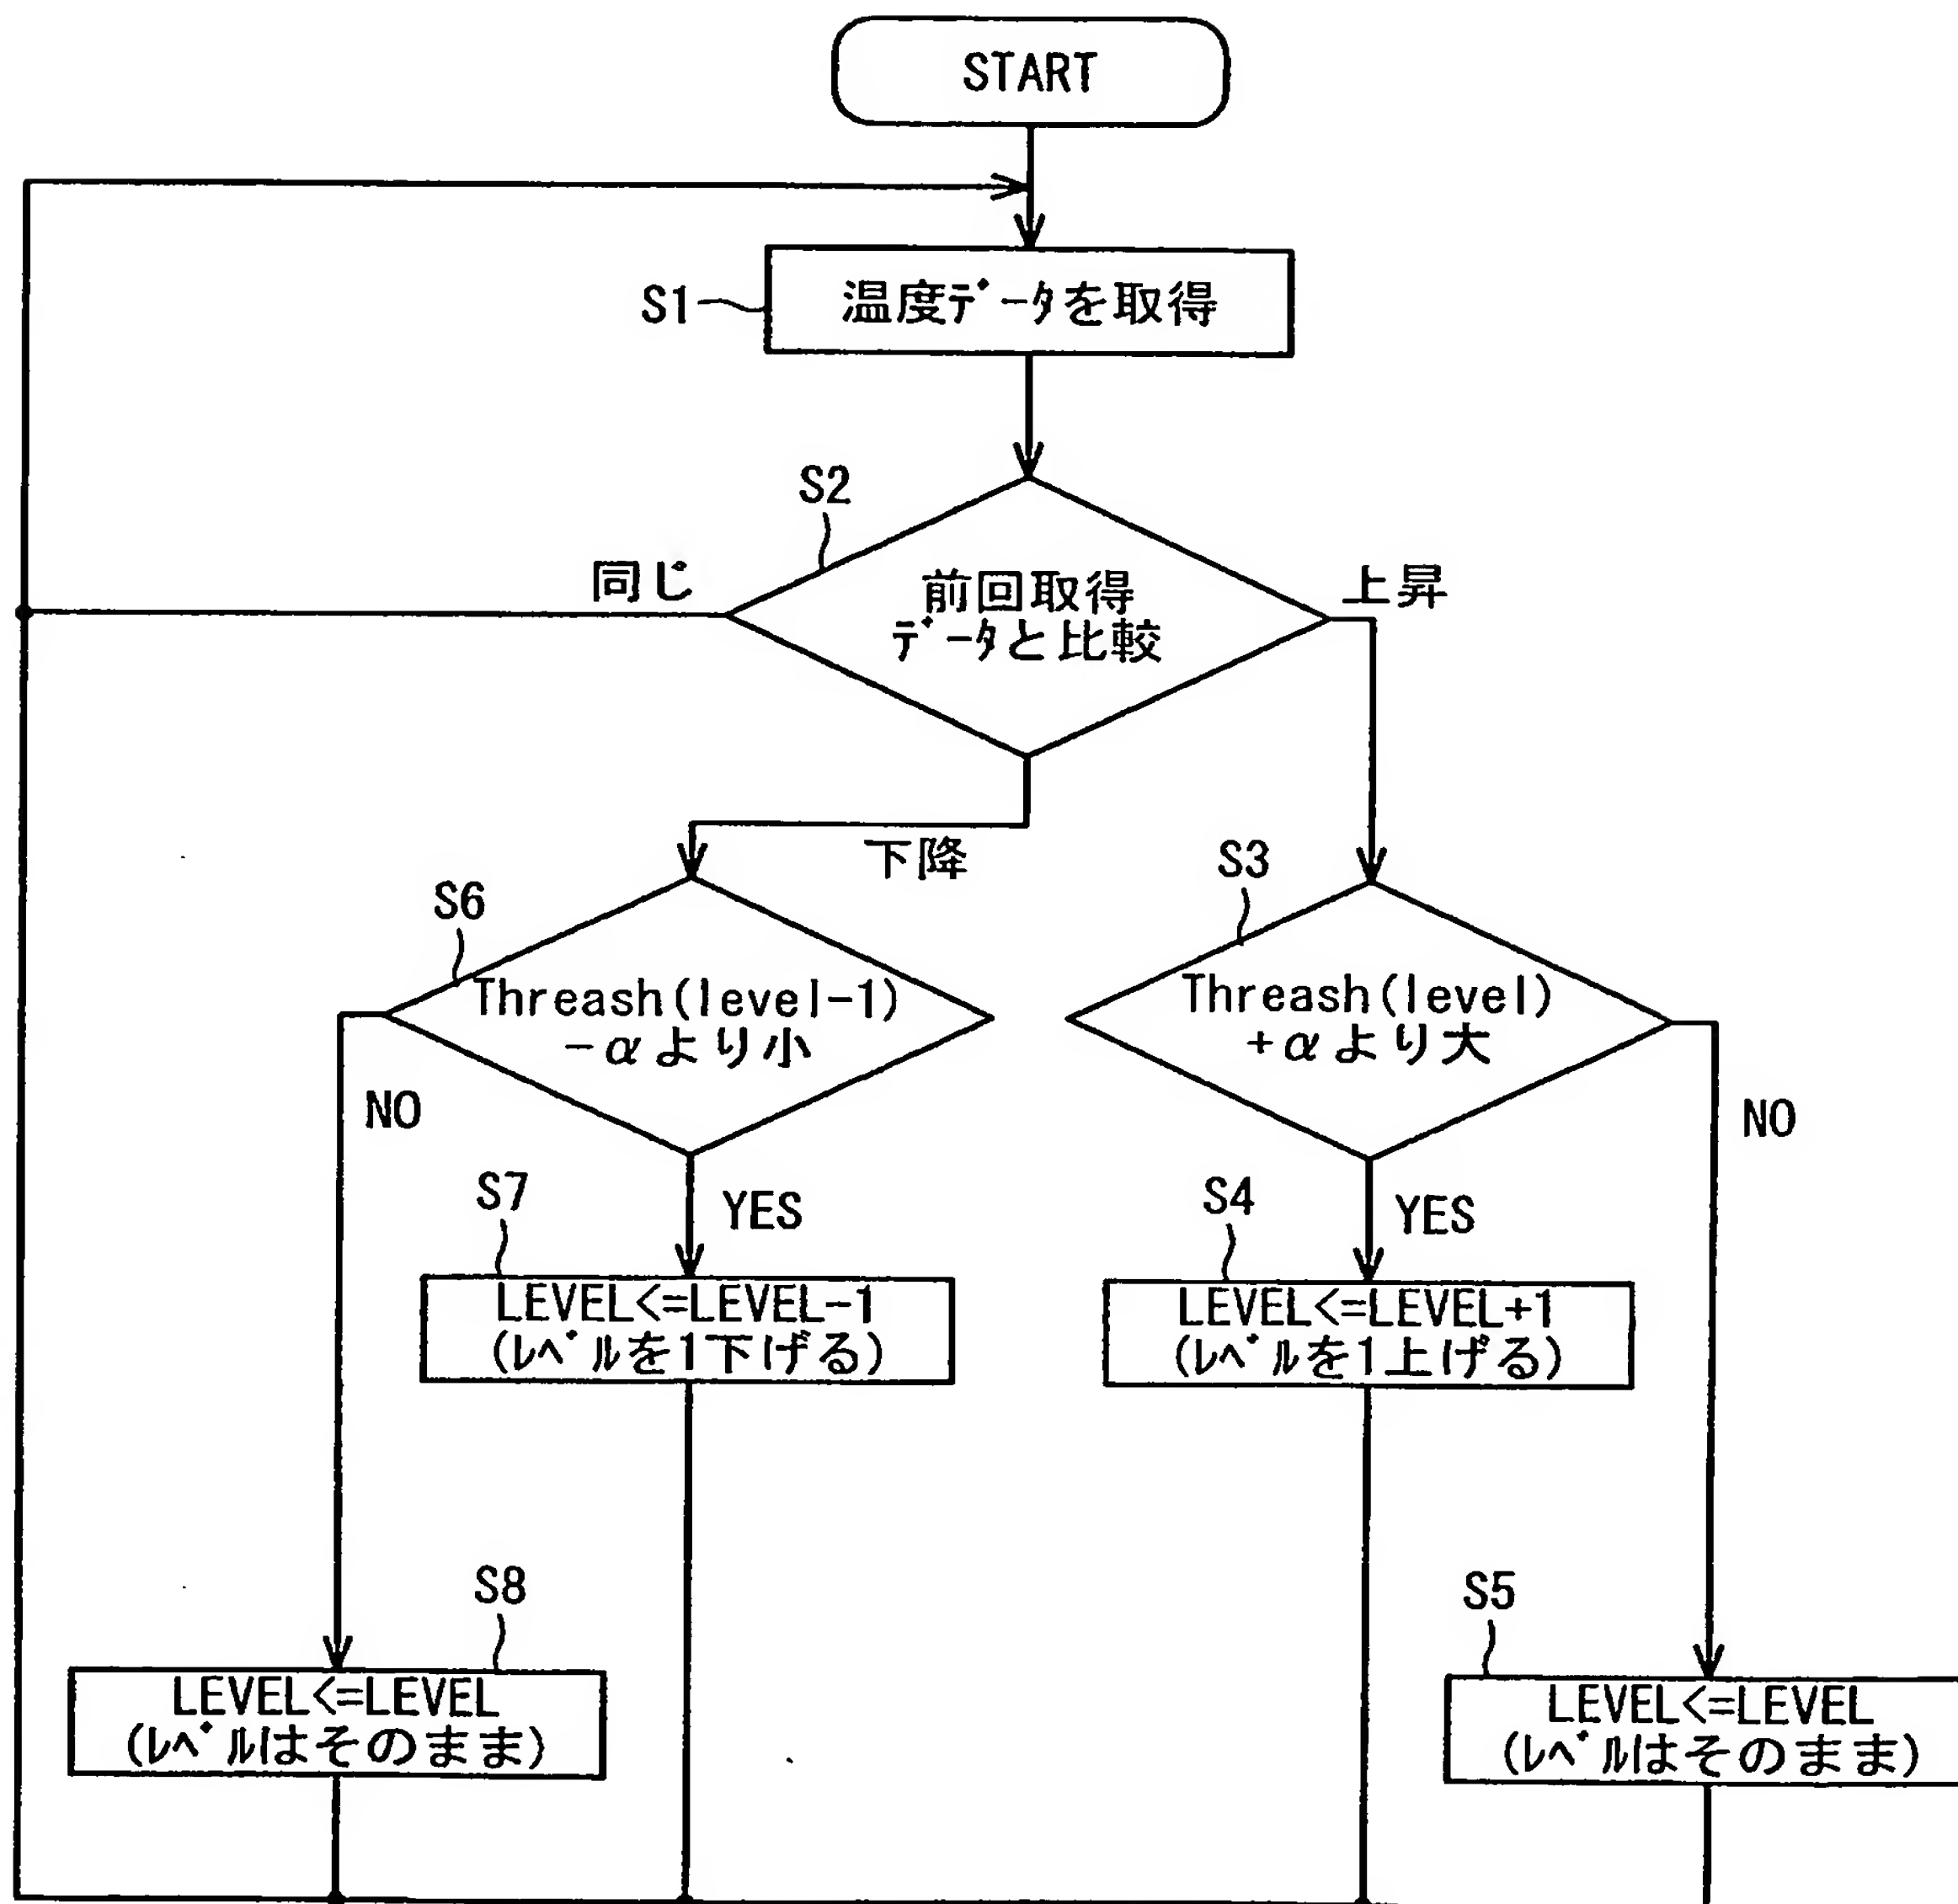 START
S1
温度ﾃﾞｰﾀを取得
S2
同じ
前回取得
ﾃﾞｰﾀと比較
上昇
下降
S6
Threash(level-1)
-αより小
NO
S3
Threash(level)
+αより大
NO
S7
YES
LEVEL<=LEVEL-1
(ﾚﾍﾞﾙを1下げる)
S4
YES
LEVEL<=LEVEL+1
(ﾚﾍﾞﾙを1上げる)
S8
LEVEL<=LEVEL
(ﾚﾍﾞﾙはそのまま)
S5
LEVEL<=LEVEL
(ﾚﾍﾞﾙはそのまま)